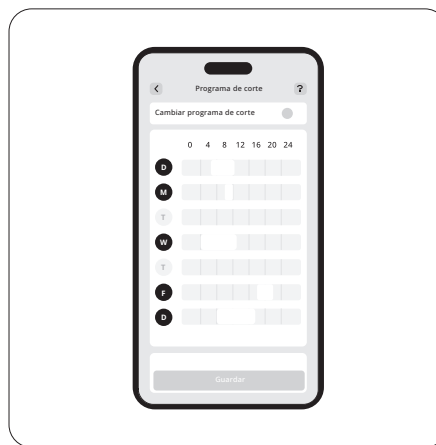 < Programa de corte ?
Cambiar programa de corte
0 4 8 12 16 20 24
D
M
T
W
T
F
D
Guardar